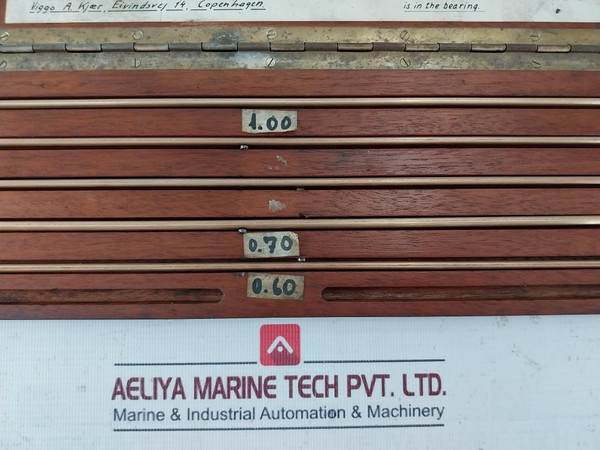 Viggo A. Kjær, Eivindsvej 14, Copenhagen.
is in the bearing.
1.00
0.70
0.60
AELIYA MARINE TECH PVT. LTD.
Marine & Industrial Automation & Machinery